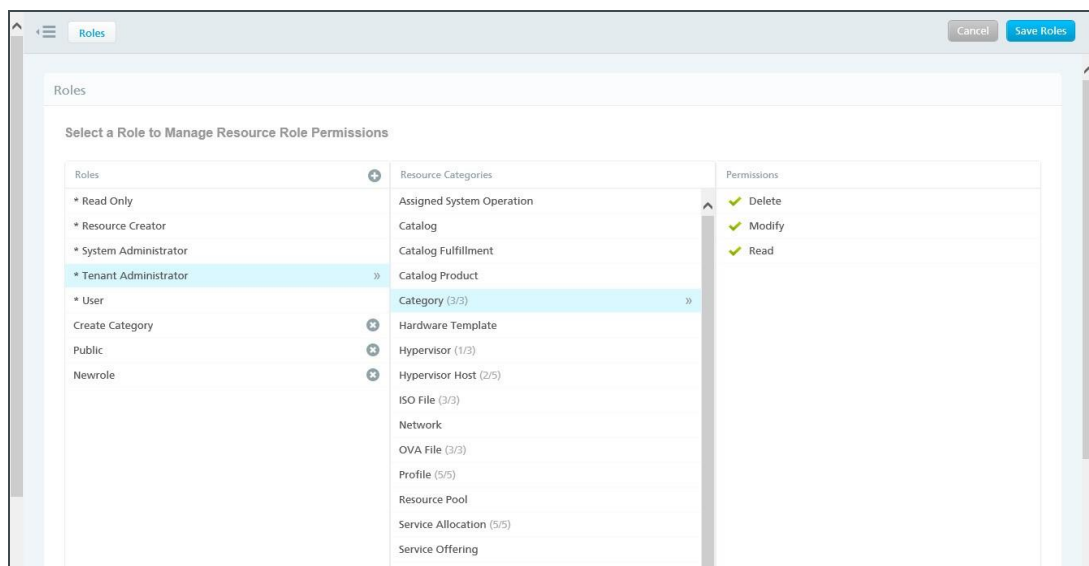 Roles
Cancel
Save Roles
Roles
Select a Role to Manage Resource Role Permissions
Roles
Resource Categories
Permissions
* Read Only
Assigned System Operation
Delete
* Resource Creator
Catalog
Modify
* System Administrator
Catalog Fulfillment
Read
* Tenant Administrator »
Catalog Product
* User
Category (3/3) »
Create Category
Hardware Template
Public
Hypervisor (1/3)
Newrole
Hypervisor Host (2/5)
ISO File (3/3)
Network
OVA File (3/3)
Profile (5/5)
Resource Pool
Service Allocation (5/5)
Service Offering